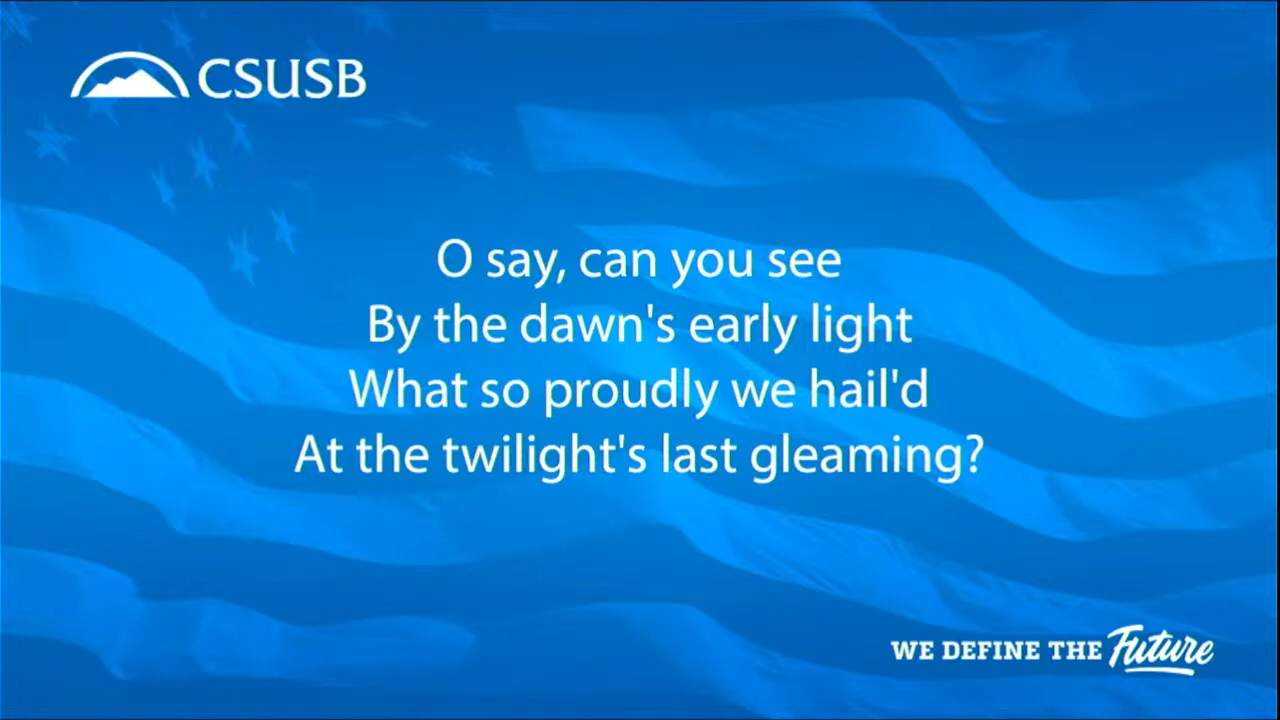 CSUSB
O say, can you see
By the dawn's early light
What so proudly we hail'd
At the twilight's last gleaming?
WE DEFINE THE Future